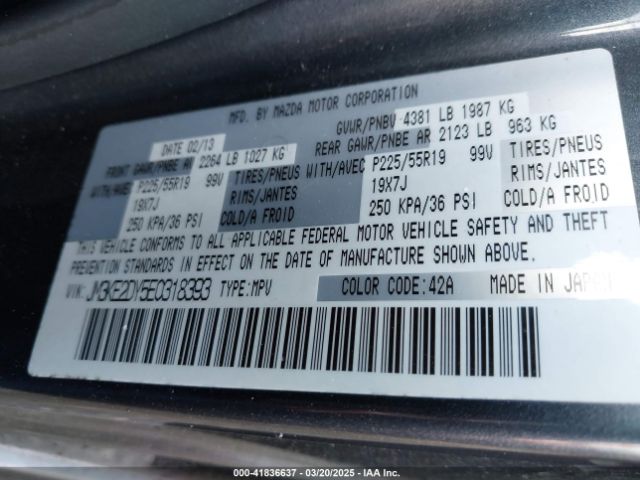 MFD. BY MAZDA MOTOR CORPORATION
DATE 02/13 GVWR/PNBV 4381 LB 1987 KG
FRONT GAWR/PNBE AV 2264 LB 1027 KG REAR GAWR/PNBE AR 2123 LB 963 KG
WITH/AVEC P225/55R19 99V TIRES/PNEUS WITH/AVEC P225/55R19 99V TIRES/PNEUS
19X7J RIMS/JANTES 19X7J RIMS/JANTES
250 KPA/36 PSI COLD/A FROID 250 KPA/36 PSI COLD/A FROID
THIS VEHICLE CONFORMS TO ALL APPLICABLE FEDERAL MOTOR VEHICLE SAFETY AND THEFT
PREVENTION STANDARDS IN EFFECT ON THE DATE OF MANUFACTURE SHOWN ABOVE.
VIN: JM3KE2DY5E0318393 TYPE: MPV COLOR CODE: 42A MADE IN JAPAN
000-41836637 - 03/20/2025 - IAA Inc.